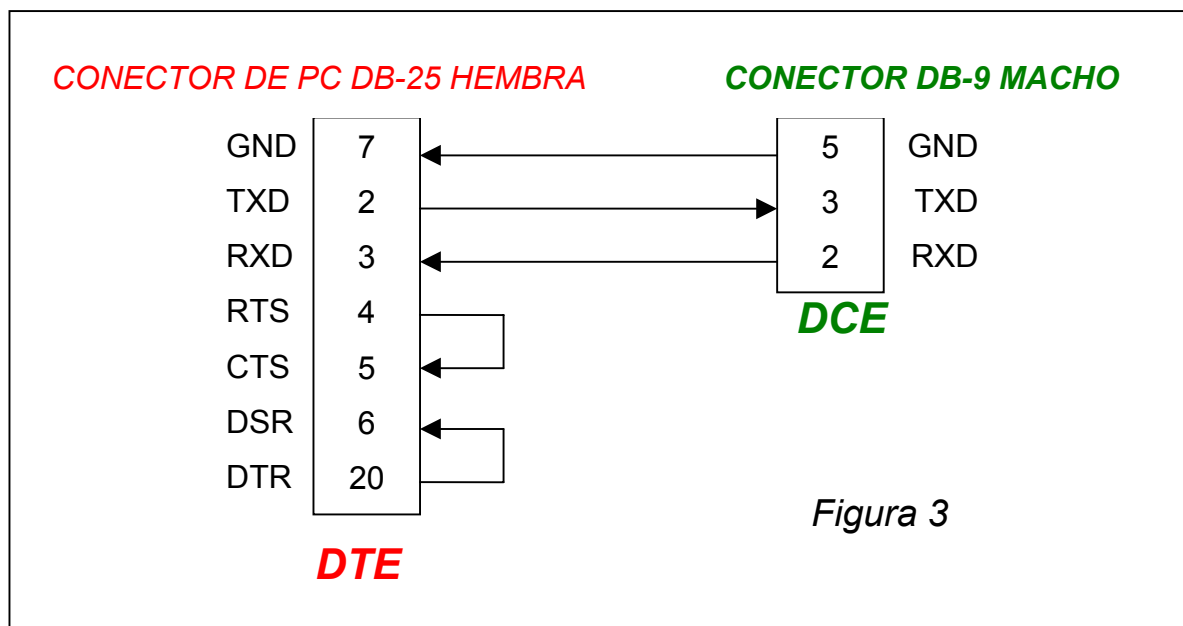 CONECTOR DE PC DB-25 HEMBRA
CONECTOR DB-9 MACHO
GND 7 5 GND
TXD 2 3 TXD
RXD 3 2 RXD
RTS 4
DCE
CTS 5
DSR 6
DTR 20
Figura 3
DTE